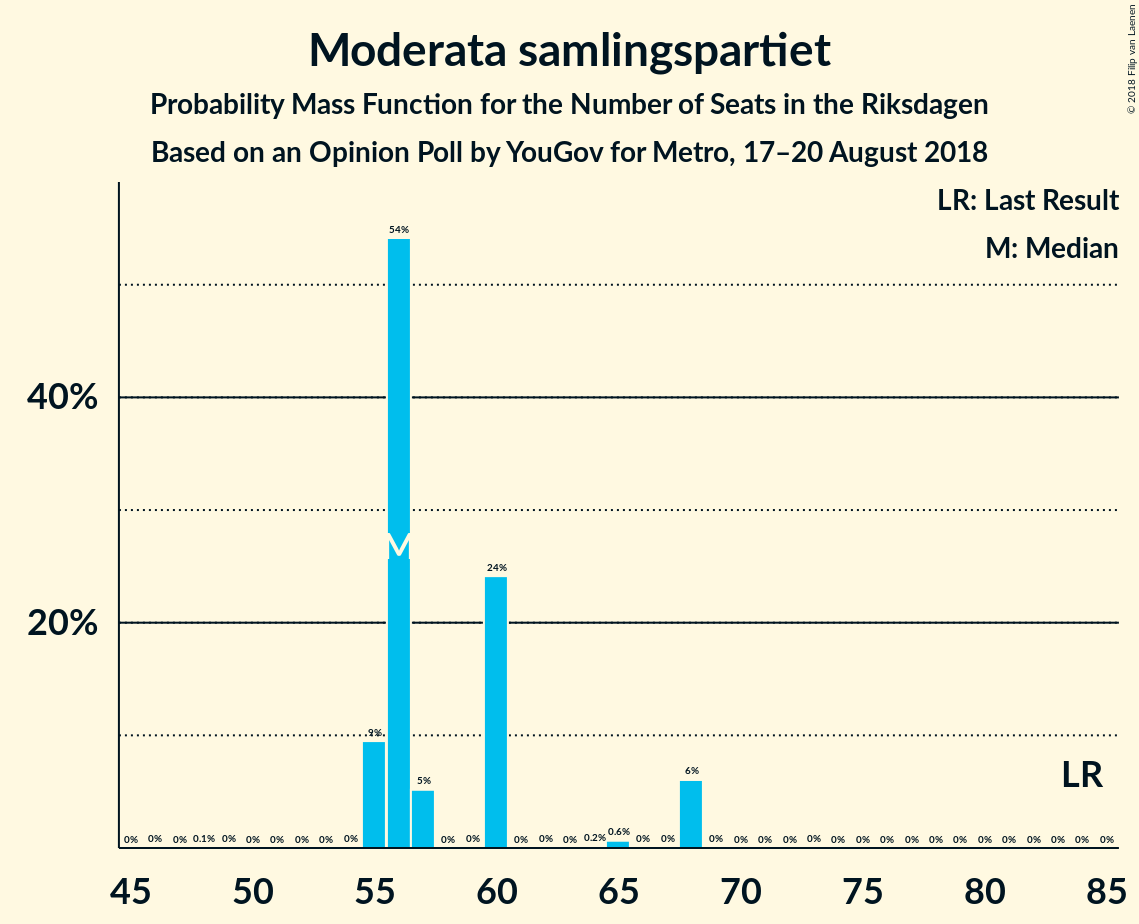 © 2018 Filip van Laenen
Moderata samlingspartiet
Probability Mass Function for the Number of Seats in the Riksdagen
Based on an Opinion Poll by YouGov for Metro, 17–20 August 2018
LR: Last Result
M: Median
54%
40%
M
24%
20%
9%
6%
5%
LR
0% 0% 0% 0.1% 0% 0% 0% 0% 0% 0% 0% 0% 0% 0% 0% 0.2% 0.6% 0% 0% 0% 0% 0% 0% 0% 0% 0% 0% 0% 0% 0% 0% 0% 0% 0% 0% 0%
45 50 55 60 65 70 75 80 85